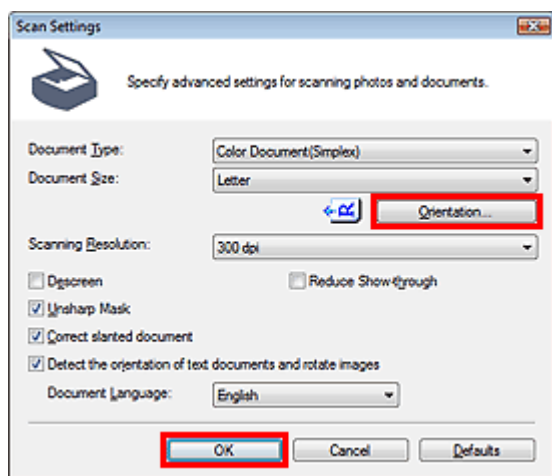 Scan Settings
Specify advanced settings for scanning photos and documents.
Document Type: Color Document(Simplex)
Document Size: Letter
R Orientation...
Scanning Resolution: 300 dpi
Descreen Reduce Show-through
Unsharp Mask
Correct slanted document
Detect the orientation of text documents and rotate images
Document Language: English
OK Cancel Defaults